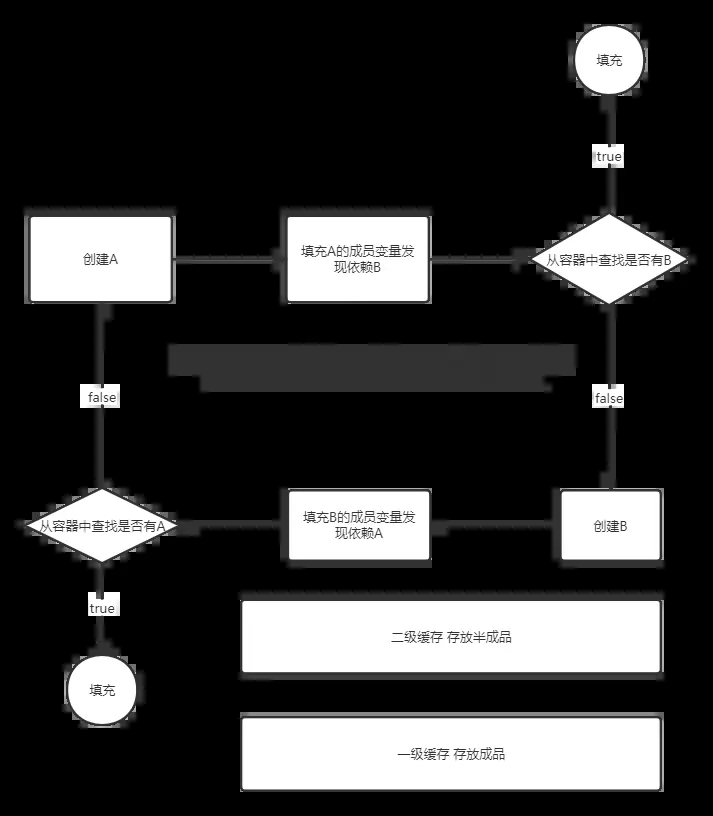 填充
true
创建A
填充A的成员变量发
现依赖B
从容器中查找是否有B
false
false
从容器中查找是否有A
填充B的成员变量发
现依赖A
创建B
true
二级缓存 存放半成品
填充
一级缓存 存放成品